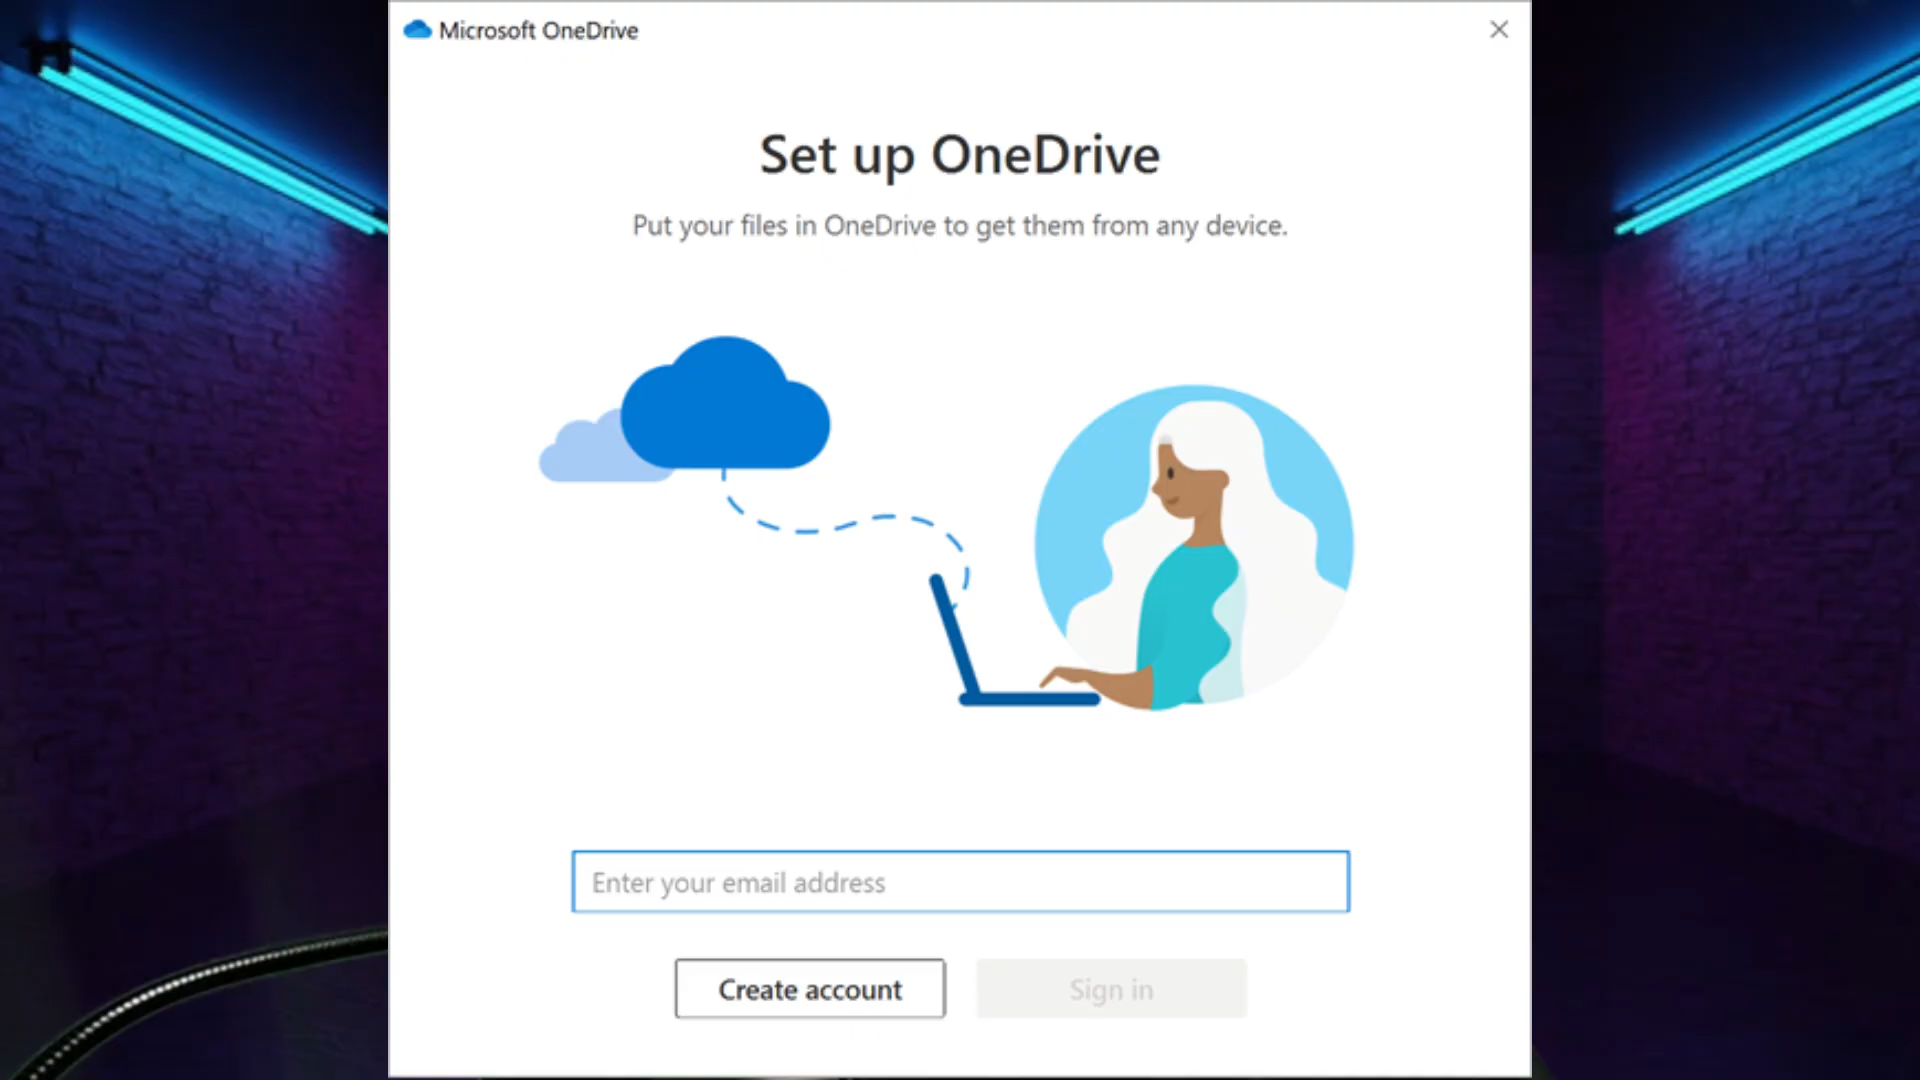 Microsoft OneDrive
Set up OneDrive
Put your files in OneDrive to get them from any device.
Enter your email address
Create account
Sign in